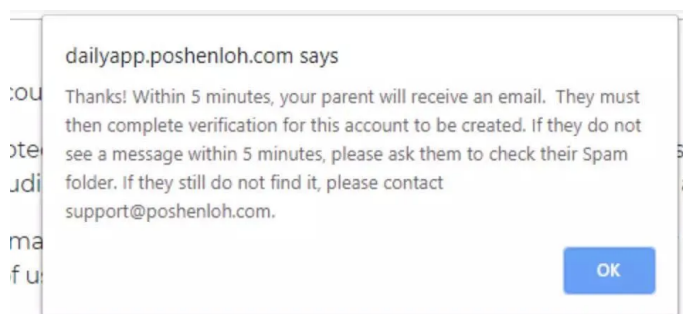 dailyapp.poshenloh.com says
Thanks! Within 5 minutes, your parent will receive an email. They must
then complete verification for this account to be created. If they do not
see a message within 5 minutes, please ask them to check their Spam
folder. If they still do not find it, please contact
support@poshenloh.com.
OK